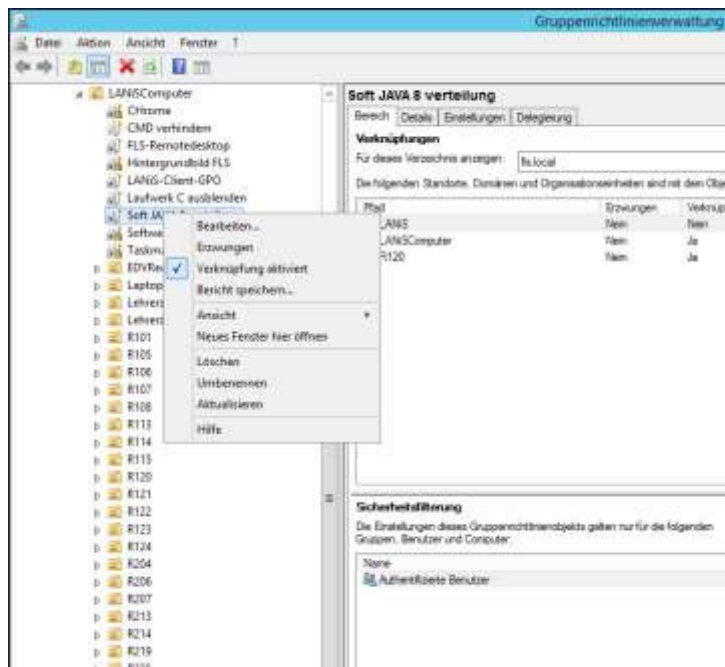 Gruppenrichtlinienverwaltung
Datei Aktion Ansicht Fenster ?
LANiSComputer
CHrome
CMD verhindern
FLS-Remotedesktop
Hintergrundbild FLS
LANiS-Client-GPO
Laufwerk C ausblenden
Soft JA
Softwa
Taskm
EDVRe
Laptop
Lehrerz
Lehrerz
R101
R105
R106
R107
R108
R113
R114
R115
R120
R121
R122
R123
R124
R204
R206
R207
R213
R214
R219
Bearbeiten...
Erzwungen
Verknüpfung aktiviert
Bericht speichern...
Ansicht
Neues Fenster hier öffnen
Löschen
Umbenennen
Aktualisieren
Hilfe
Soft JAVA 8 verteilung
Bereich Details Einstellungen Delegierung
Verknüpfungen
Für dieses Verzeichnis anzeigen: fls.local
Die folgenden Standorte, Domänen und Organisationseinheiten sind mit dem Obj
Pfad Erzwungen Verknüp
LANiS Nein Nein
LANiSComputer Nein Ja
R120 Nein Ja
Sicherheitsfilterung
Die Einstellungen dieses Gruppenrichtlinienobjekts gelten nur für die folgenden
Gruppen, Benutzer und Computer:
Name
Authentifizierte Benutzer